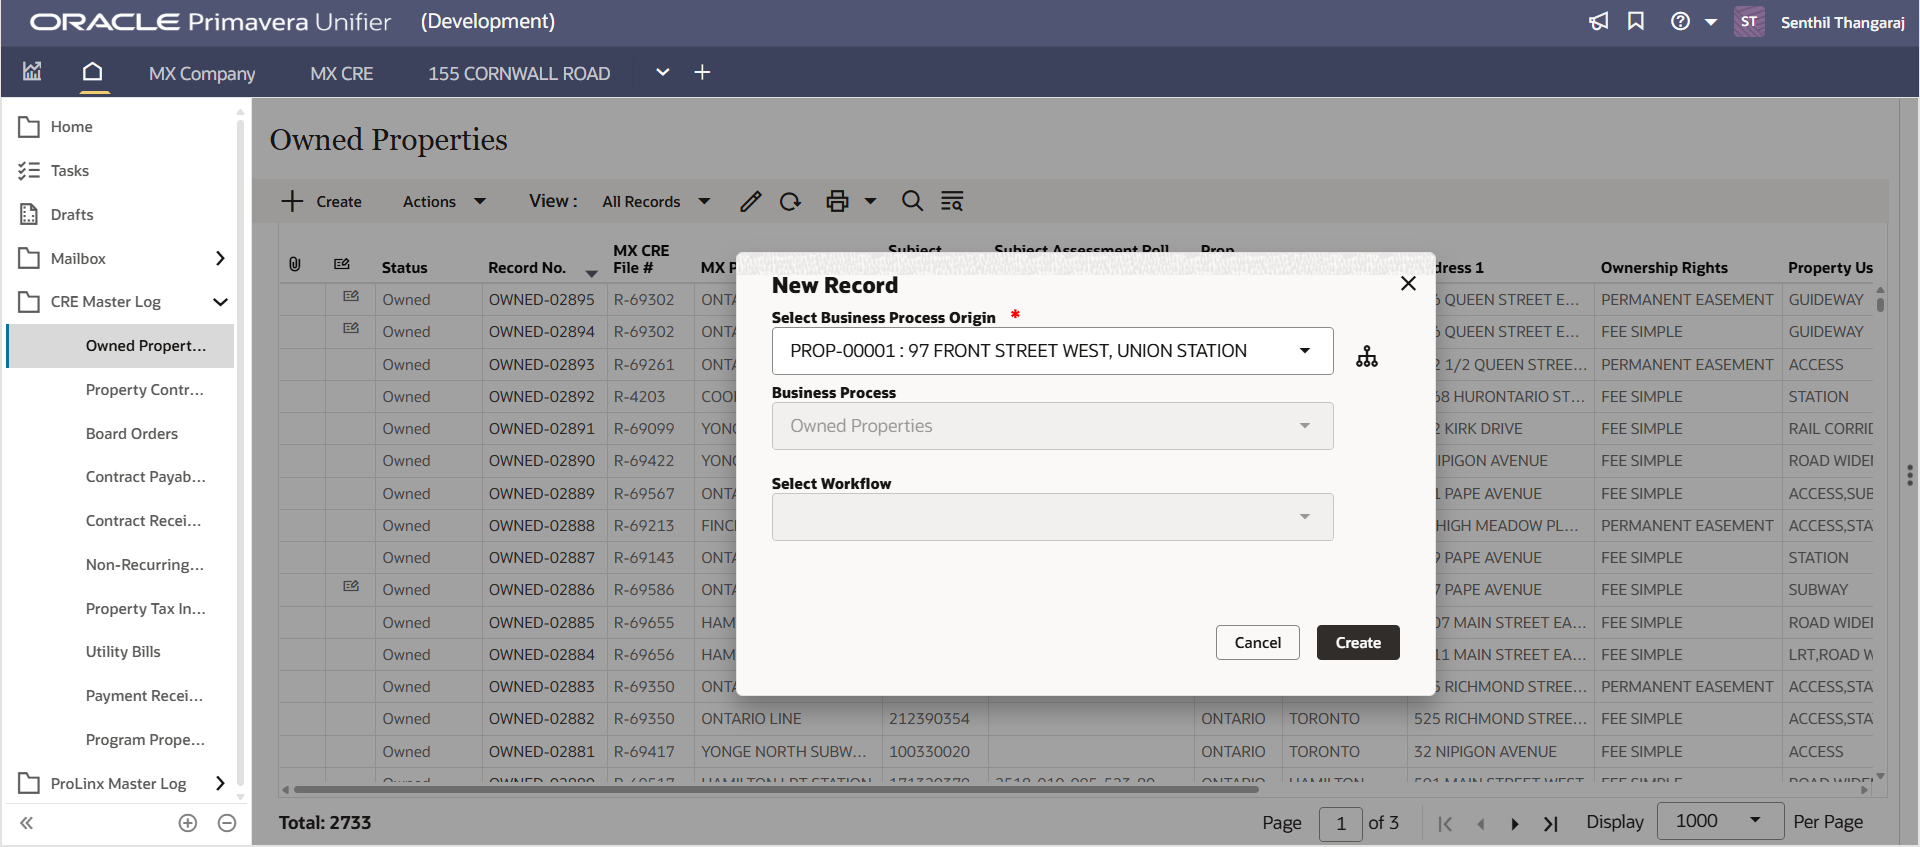 ORACLE Primavera Unifier (Development)
ST Senthil Thangaraj
MX Company MX CRE 155 CORNWALL ROAD
Home
Tasks
Drafts
Mailbox
CRE Master Log
Owned Propert...
Property Contr...
Board Orders
Contract Payab...
Contract Recei...
Non-Recurring...
Property Tax In...
Utility Bills
Payment Recei...
Program Prope...
ProLinx Master Log
Owned Properties
Create Actions View : All Records
Status Record No. MX CRE File # MX P Subject Subject Assessment Roll Prop dress 1 Ownership Rights Property Us
Owned OWNED-02895 R-69302 ONTA QUEEN STREET E... PERMANENT EASEMENT GUIDEWAY
Owned OWNED-02894 R-69302 ONTA QUEEN STREET E... FEE SIMPLE GUIDEWAY
Owned OWNED-02893 R-69261 ONTA 2 1/2 QUEEN STREE... PERMANENT EASEMENT ACCESS
Owned OWNED-02892 R-4203 COO 68 HURONTARIO ST... FEE SIMPLE STATION
Owned OWNED-02891 R-69099 YONG 2 KIRK DRIVE FEE SIMPLE RAIL CORRID
Owned OWNED-02890 R-69422 YONG NIPIGON AVENUE FEE SIMPLE ROAD WIDEN
Owned OWNED-02889 R-69567 ONTA 1 PAPE AVENUE FEE SIMPLE ACCESS,SUB
Owned OWNED-02888 R-69213 FINCH HIGH MEADOW PL... PERMANENT EASEMENT ACCESS,STA
Owned OWNED-02887 R-69143 ONTA 9 PAPE AVENUE FEE SIMPLE STATION
Owned OWNED-02886 R-69586 ONTA 7 PAPE AVENUE FEE SIMPLE SUBWAY
Owned OWNED-02885 R-69655 HAM 07 MAIN STREET EA... FEE SIMPLE ROAD WIDEN
Owned OWNED-02884 R-69656 HAM 11 MAIN STREET EA... FEE SIMPLE LRT,ROAD W
Owned OWNED-02883 R-69350 ONTA 5 RICHMOND STREE... PERMANENT EASEMENT ACCESS,STA
Owned OWNED-02882 R-69350 ONTARIO LINE 212390354 ONTARIO TORONTO 525 RICHMOND STREE... FEE SIMPLE ACCESS,STA
Owned OWNED-02881 R-69417 YONGE NORTH SUBW... 100330020 ONTARIO TORONTO 32 NIPIGON AVENUE FEE SIMPLE ACCESS
New Record
Select Business Process Origin *
PROP-00001 : 97 FRONT STREET WEST, UNION STATION
Business Process
Owned Properties
Select Workflow
Cancel Create
Total: 2733 Page 1 of 3 Display 1000 Per Page